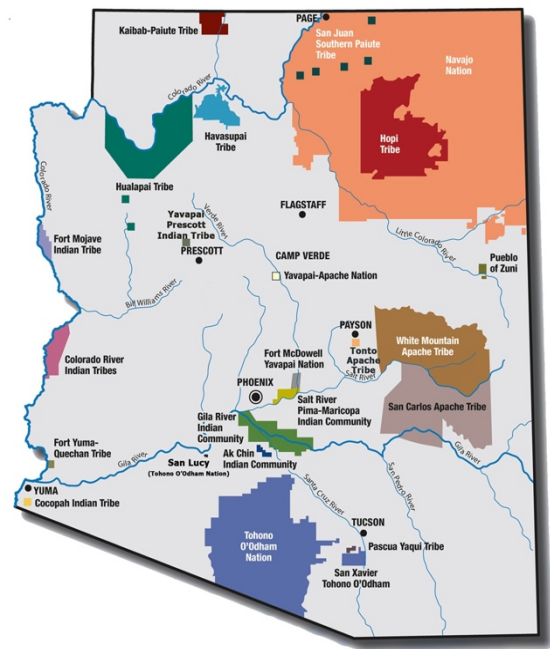 PAGE
Kaibab-Paiute Tribe
San Juan
Southern Paiute
Tribe
Navajo
Nation
Colorado River
Havasupai
Tribe
Hopi
Tribe
Colorado River
Hualapai Tribe
FLAGSTAFF
Yavapai
Prescott
Indian Tribe
Verde River
PRESCOTT
Little Colorado River
Fort Mojave
Indian Tribe
CAMP VERDE
Yavapai-Apache Nation
Pueblo
of Zuni
Bill Williams River
PAYSON
Tonto
Apache
Tribe
White Mountain
Apache Tribe
Colorado River
Indian Tribes
Fort McDowell
Yavapai Nation
Salt River
PHOENIX
Salt River
Pima-Maricopa
Indian Community
San Carlos Apache Tribe
Gila River
Indian
Community
Fort Yuma-
Quechan Tribe
Gila River
San Lucy
(Tohono O'Odham Nation)
Ak Chin
Indian Community
Gila River
YUMA
Cocopah Indian Tribe
Santa Cruz River
San Pedro River
TUCSON
Tohono
O'Odham
Nation
Pascua Yaqui Tribe
San Xavier
Tohono O'Odham